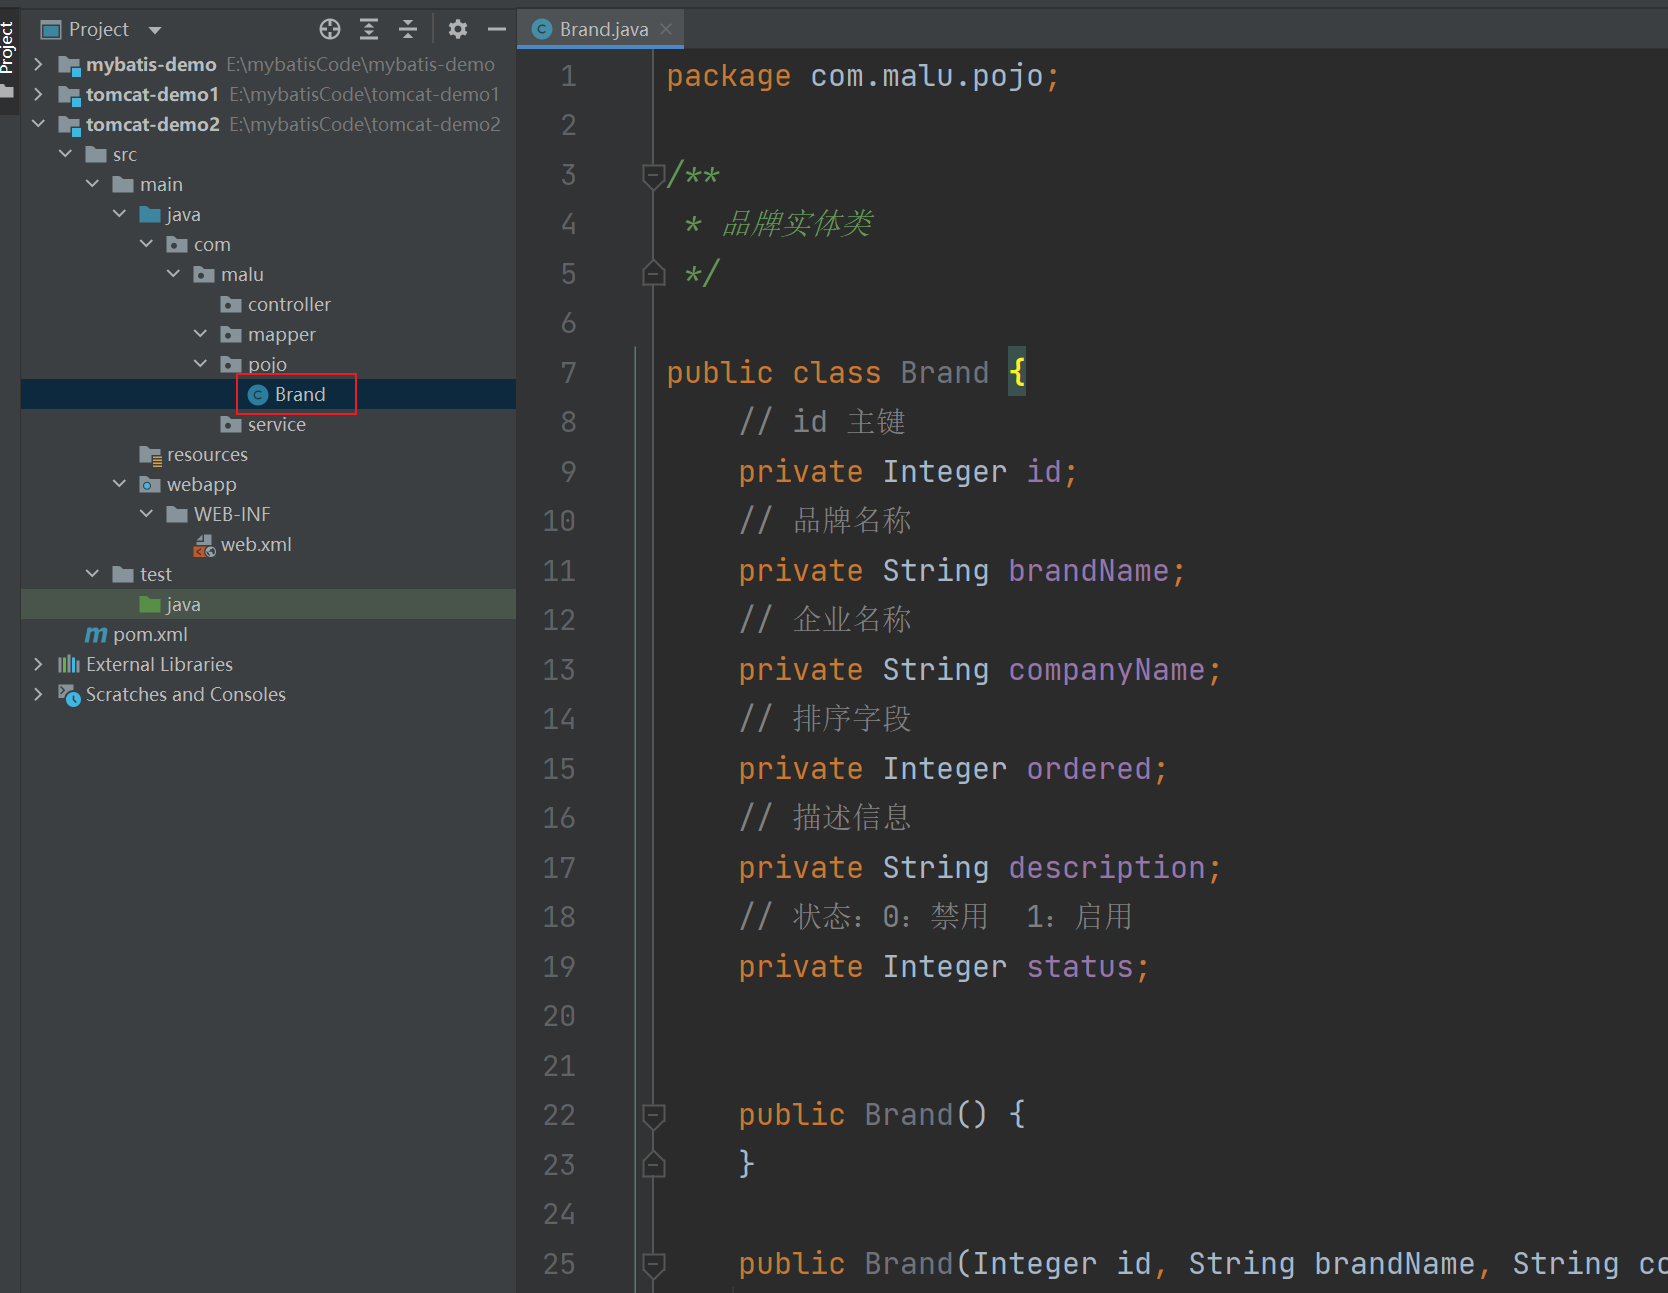 Project
Project
mybatis-demo E:\mybatisCode\mybatis-demo
tomcat-demo1 E:\mybatisCode\tomcat-demo1
tomcat-demo2 E:\mybatisCode\tomcat-demo2
src
main
java
com
malu
controller
mapper
pojo
Brand
service
resources
webapp
WEB-INF
web.xml
test
java
pom.xml
External Libraries
Scratches and Consoles
Brand.java
1 package com.malu.pojo;
2
3 /**
4 * 品牌实体类
5 */
6
7 public class Brand {
8 // id 主键
9 private Integer id;
10 // 品牌名称
11 private String brandName;
12 // 企业名称
13 private String companyName;
14 // 排序字段
15 private Integer ordered;
16 // 描述信息
17 private String description;
18 // 状态：0：禁用  1：启用
19 private Integer status;
20
21
22 public Brand() {
23 }
24
25 public Brand(Integer id, String brandName, String co